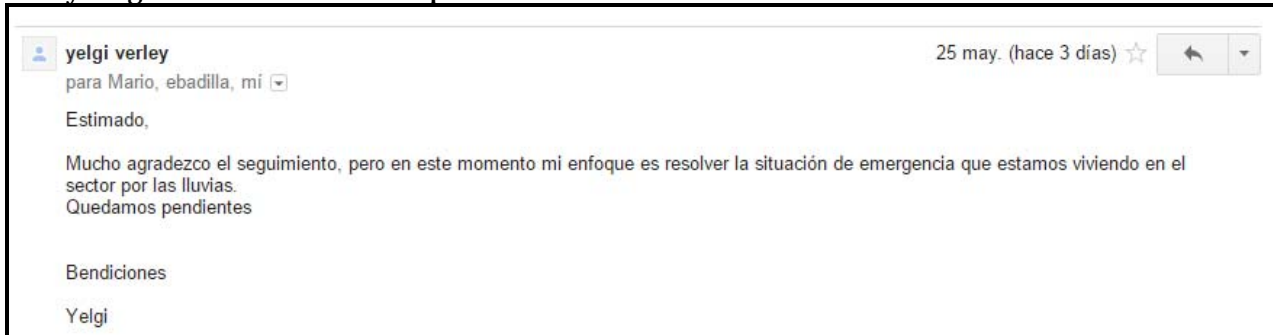 yelgi verley
25 may. (hace 3 días)
para Mario, ebadilla, mí
Estimado,
Mucho agradezco el seguimiento, pero en este momento mi enfoque es resolver la situación de emergencia que estamos viviendo en el
sector por las lluvias.
Quedamos pendientes
Bendiciones
Yelgi